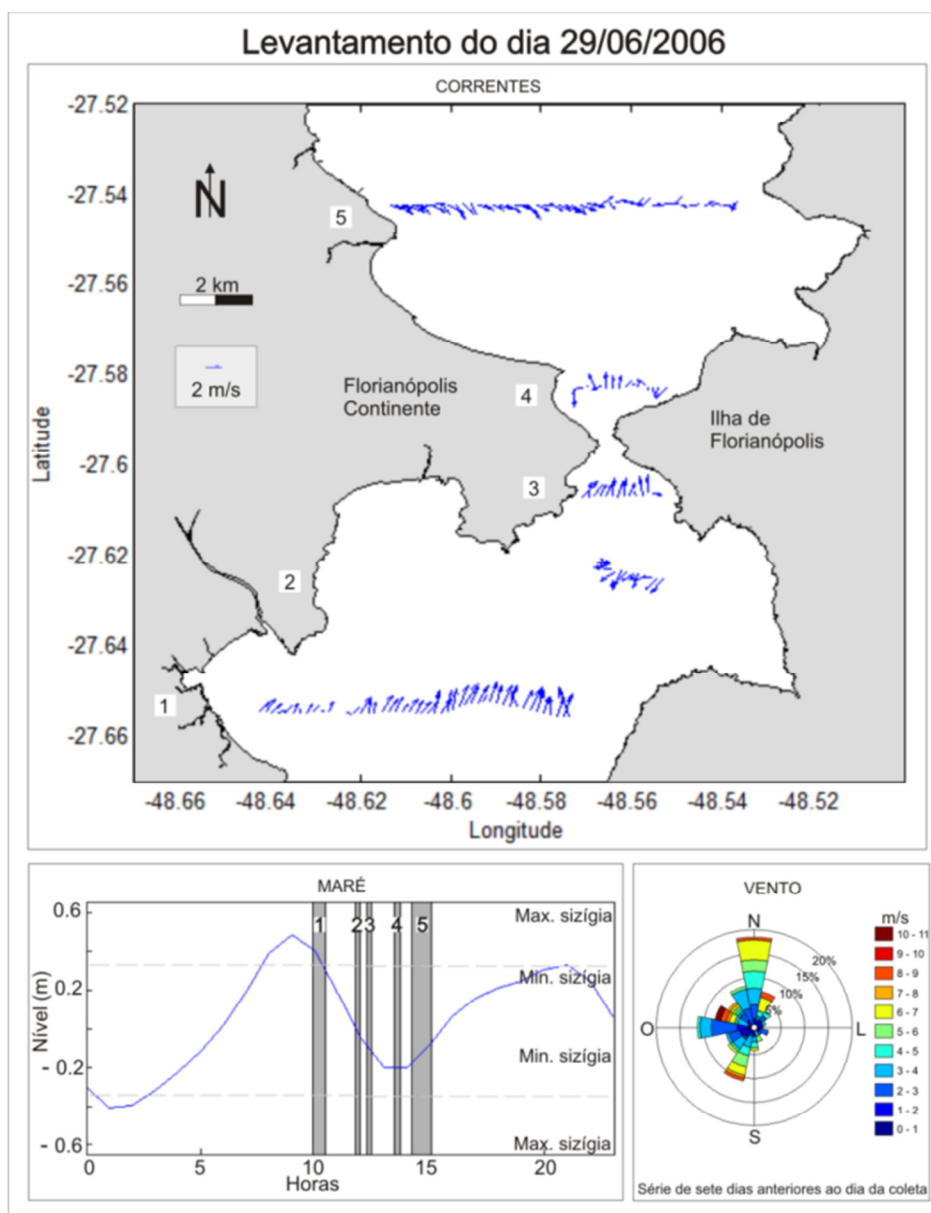 Levantamento do dia 29/06/2006
CORRENTES
-27.52
-27.54
-27.56
-27.58
-27.6
-27.62
-27.64
-27.66
Latitude
N
2 km
2 m/s
5
4
3
2
1
Florianópolis
Continente
Ilha de
Florianópolis
-48.66 -48.64 -48.62 -48.6 -48.58 -48.56 -48.54 -48.52
Longitude
MARÉ
0.6
0.2
- 0.2
- 0.6
Nível (m)
1 2 3 4 5
Max. sizígia
Min. sizígia
Min. sizígia
Max. sizígia
0 5 10 15 20
Horas
VENTO
N
O
L
S
5%
10%
15%
20%
m/s
10 - 11
9 - 10
8 - 9
7 - 8
6 - 7
5 - 6
4 - 5
3 - 4
2 - 3
1 - 2
0 - 1
Série de sete dias anteriores ao dia da coleta